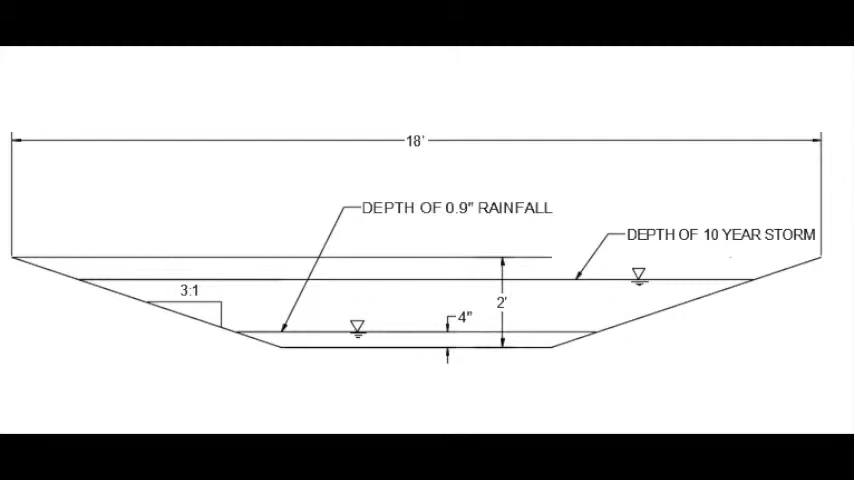 18'
DEPTH OF 0.9" RAINFALL
DEPTH OF 10 YEAR STORM
3:1
2'
4"